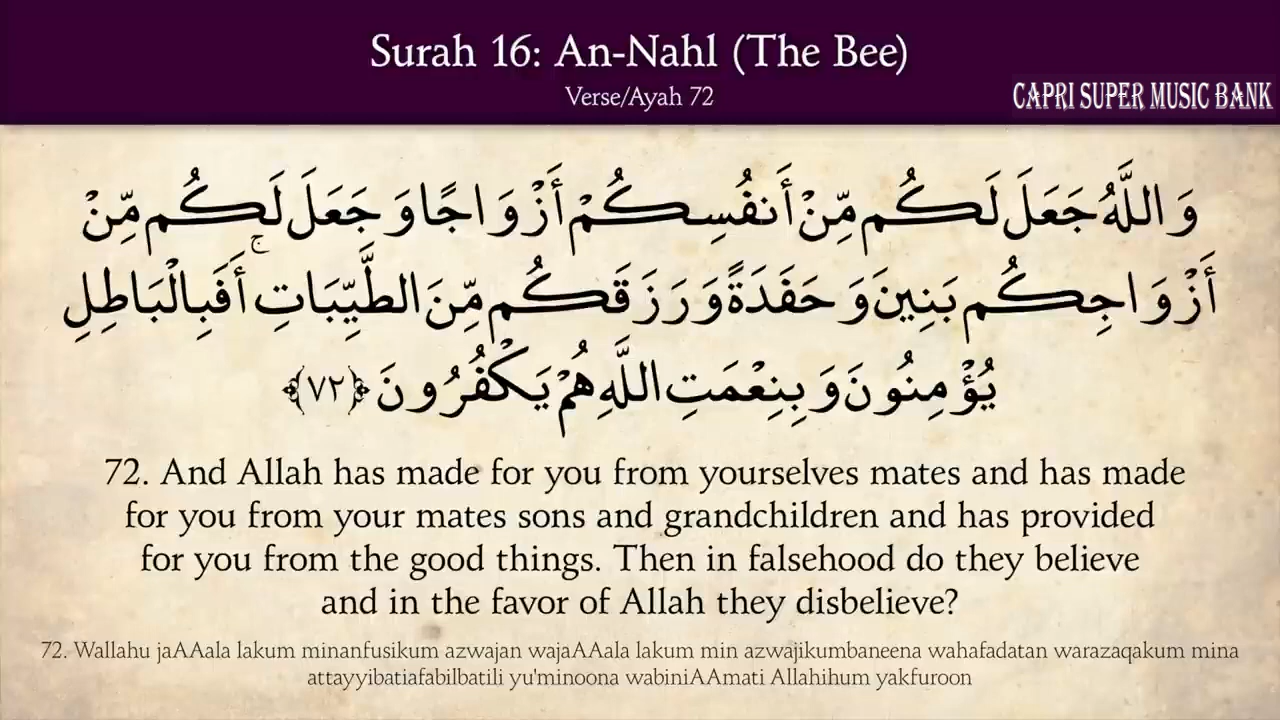 Surah 16: An-Nahl (The Bee)
Verse/Ayah 72
CAPRI SUPER MUSIC BANK
وَاللَّهُ جَعَلَ لَكُم مِّنْ أَنفُسِكُمْ أَزْوَاجًا وَجَعَلَ لَكُم مِّنْ
أَزْوَاجِكُم بَنِينَ وَحَفَدَةً وَرَزَقَكُم مِّنَ الطَّيِّبَاتِ ۚ أَفَبِالْبَاطِلِ
يُؤْمِنُونَ وَبِنِعْمَتِ اللَّهِ هُمْ يَكْفُرُونَ ﴿٧٢﴾
72. And Allah has made for you from yourselves mates and has made
for you from your mates sons and grandchildren and has provided
for you from the good things. Then in falsehood do they believe
and in the favor of Allah they disbelieve?
72. Wallahu jaAAala lakum minanfusikum azwajan wajaAAala lakum min azwajikumbaneena wahafadatan warazaqakum mina
attayyibatiafabilbatili yu'minoona wabiniAAmati Allahihum yakfuroon